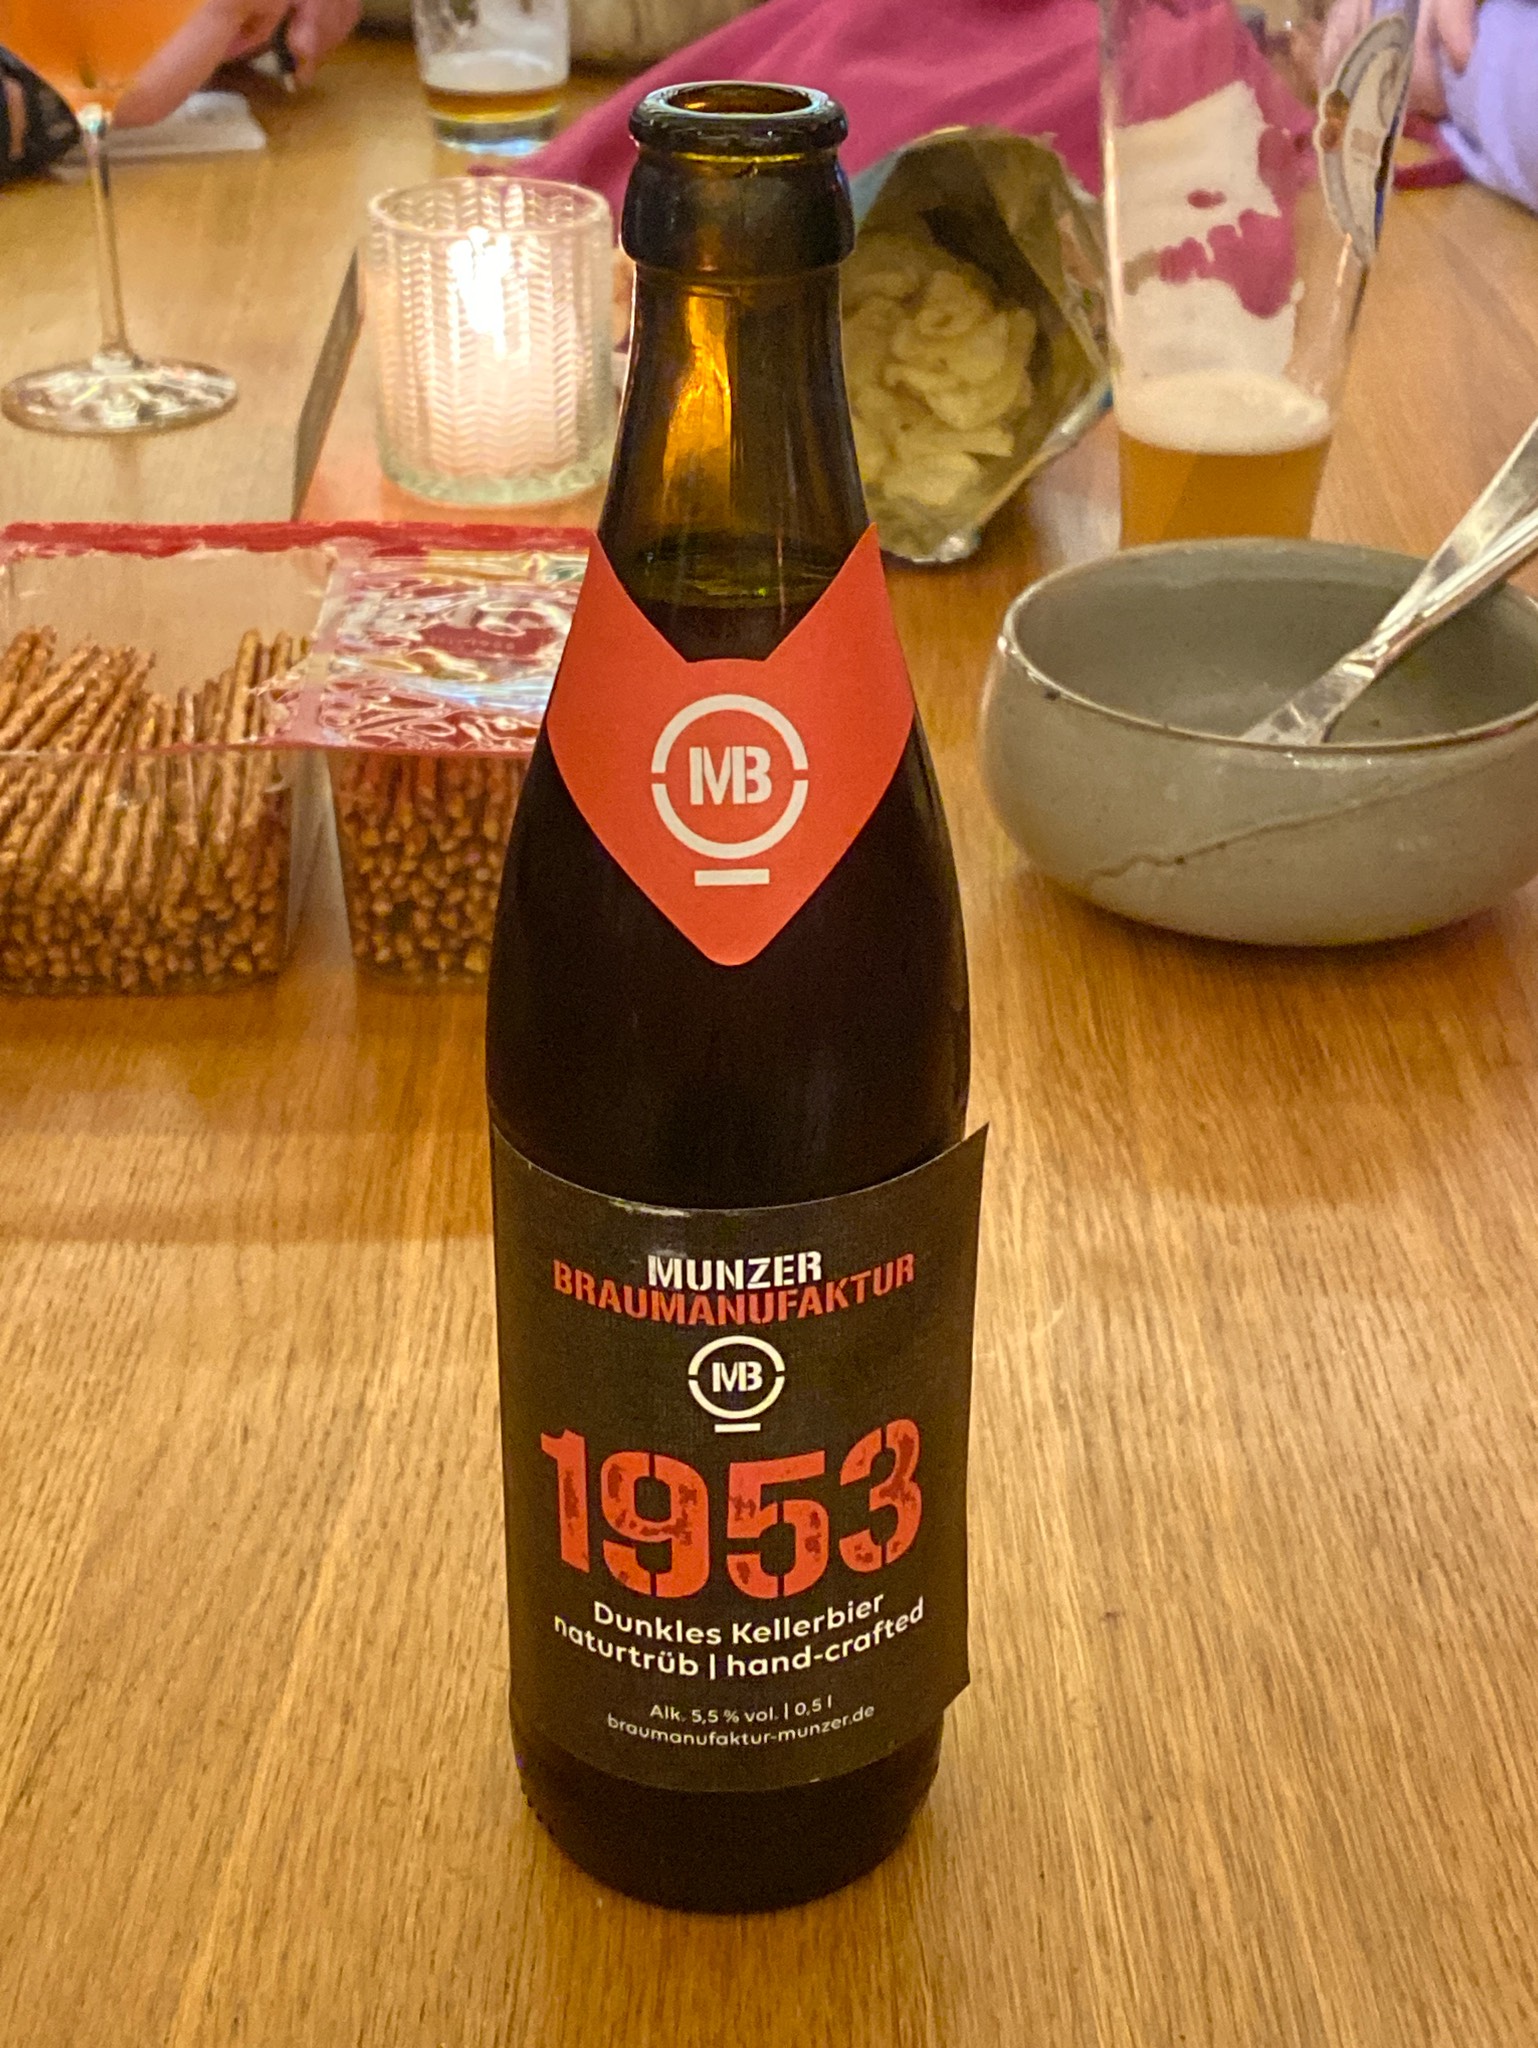 MB
MUNZER
BRAUMANUFAKTUR
MB
1953
Dunkles Kellerbier
naturtrüb | hand-crafted
Alk. 5,5 % vol. | 0,5 l
braumanufaktur-munzer.de